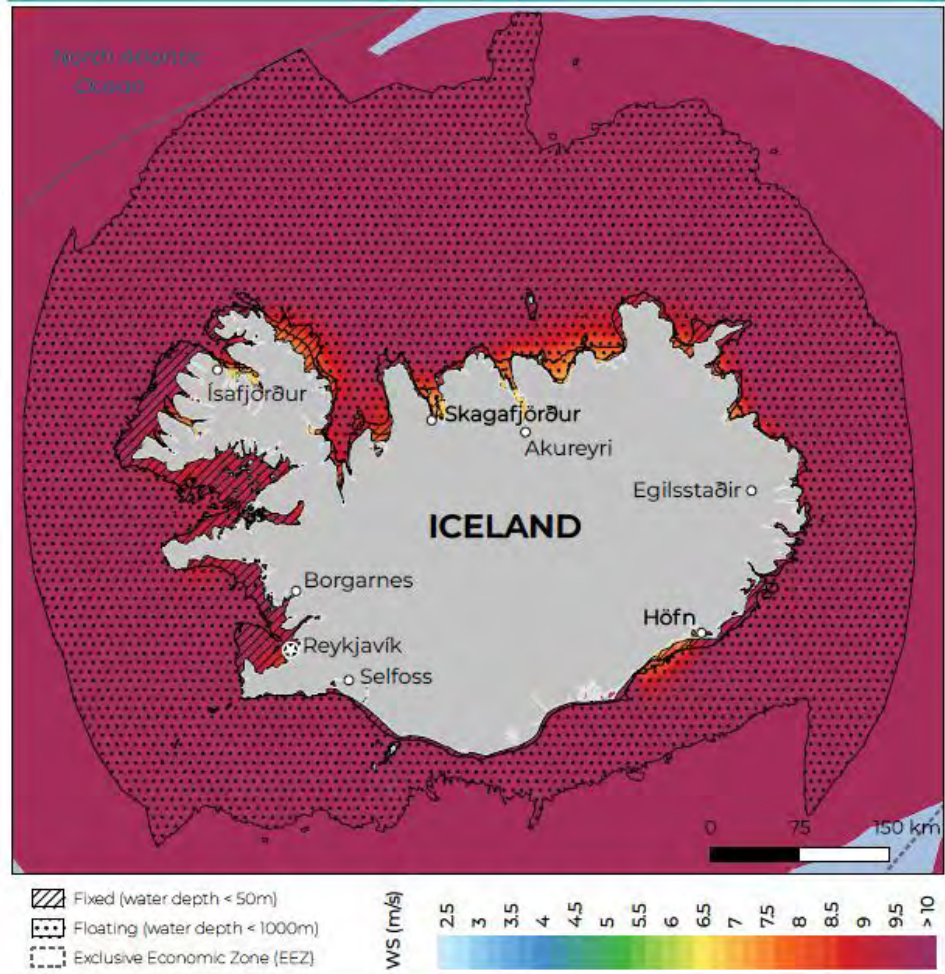 North Atlantic
Ocean
Ísafjörður
Skagafjörður
Akureyri
Egilsstaðir
ICELAND
Borgarnes
Höfn
Reykjavík
Selfoss
0 75 150 km
Fixed (water depth < 50m)
Floating (water depth < 1000m)
Exclusive Economic Zone (EEZ)
WS (m/s)
2.5 3 3.5 4 4.5 5 5.5 6 6.5 7 7.5 8 8.5 9 9.5 > 10